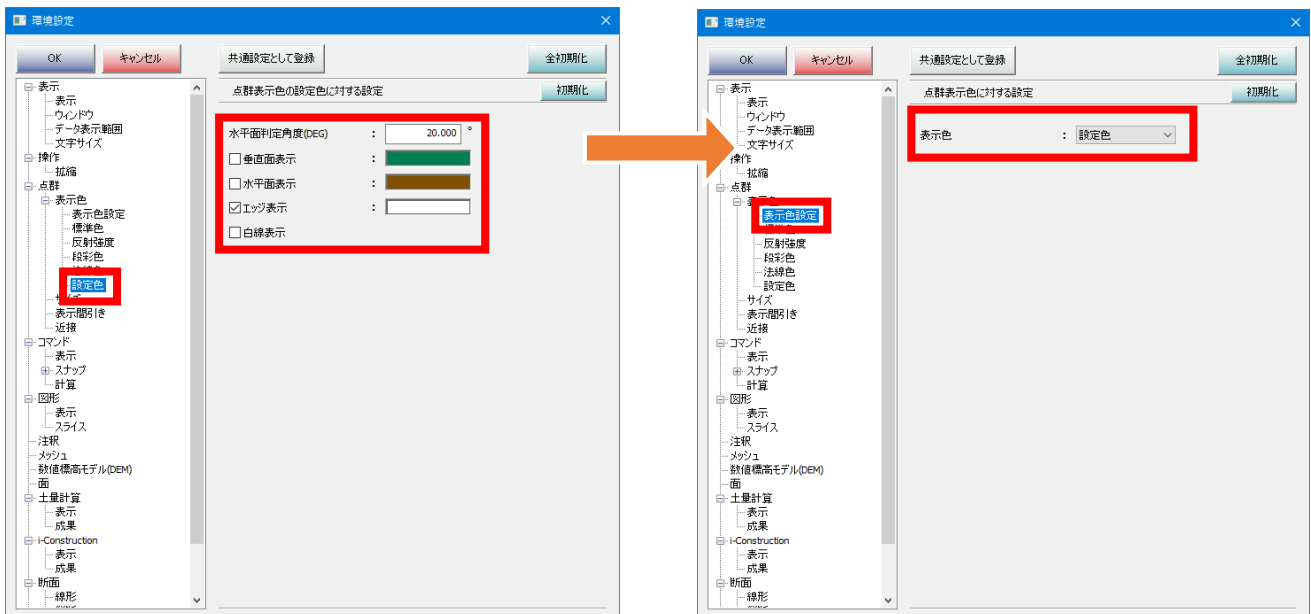 環境設定
OK
キャンセル
共通設定として登録
全初期化
点群表示色の設定色に対する設定
初期化
表示
表示
ウィンドウ
データ表示範囲
文字サイズ
操作
拡縮
点群
表示色
表示色設定
標準色
反射強度
段彩色
法線色
設定色
サイズ
表示間引き
近接
コマンド
表示
スナップ
計算
図形
表示
スライス
注釈
メッシュ
数値標高モデル(DEM)
面
土量計算
表示
成果
i-Construction
表示
成果
断面
線形
水平面判定角度(DEG) : 20.000 °
垂直面表示 :
水平面表示 :
エッジ表示 :
白線表示
環境設定
OK
キャンセル
共通設定として登録
全初期化
点群表示色に対する設定
初期化
表示
表示
ウィンドウ
データ表示範囲
文字サイズ
操作
拡縮
点群
表示色
表示色設定
標準色
反射強度
段彩色
法線色
設定色
サイズ
表示間引き
近接
コマンド
表示
スナップ
計算
図形
表示
スライス
注釈
メッシュ
数値標高モデル(DEM)
面
土量計算
表示
成果
i-Construction
表示
成果
断面
線形
表示色 : 設定色